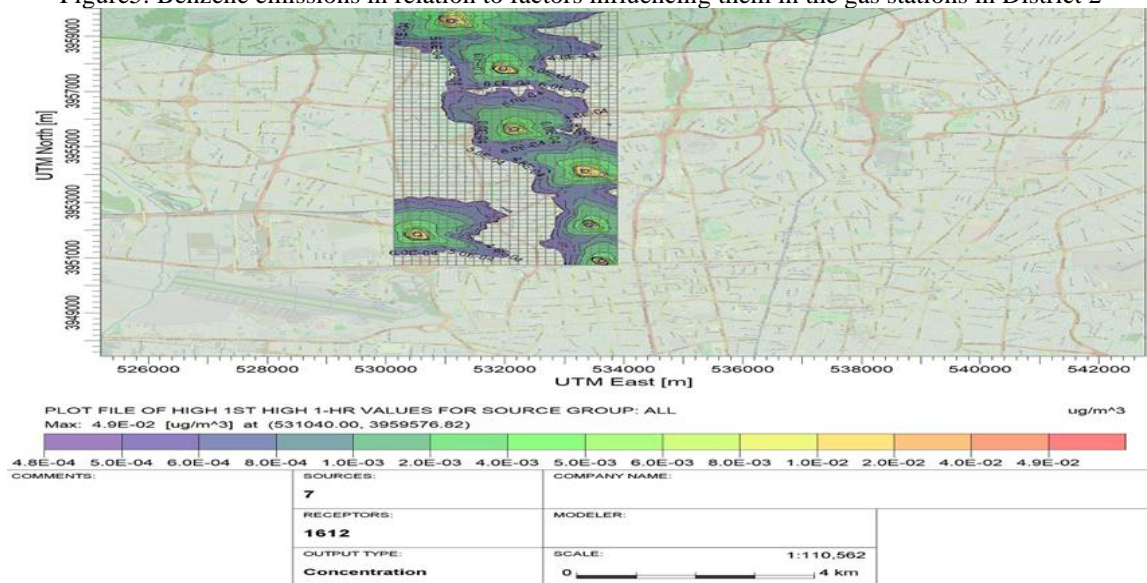 Figure3. Benzene emissions in relation to factors influencing them in the gas stations in District 2
UTM North [m]
3959000
3957000
3955000
3953000
3951000
3949000
526000 528000 530000 532000 534000 536000 538000 540000 542000
UTM East [m]
PLOT FILE OF HIGH 1ST HIGH 1-HR VALUES FOR SOURCE GROUP: ALL
ug/m^3
Max: 4.9E-02 [ug/m^3] at (531040.00, 3959576.82)
4.8E-04 5.0E-04 6.0E-04 8.0E-04 1.0E-03 2.0E-03 4.0E-03 5.0E-03 6.0E-03 8.0E-03 1.0E-02 2.0E-02 4.0E-02 4.9E-02
COMMENTS:
SOURCES:
7
COMPANY NAME:
RECEPTORS:
1612
MODELER:
OUTPUT TYPE:
Concentration
SCALE:
1:110,562
0
4 km